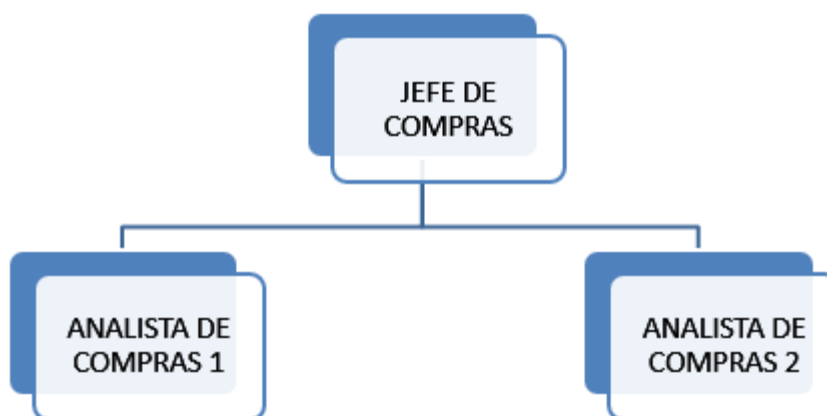 JEFE DE
COMPRAS
ANALISTA DE
COMPRAS 1
ANALISTA DE
COMPRAS 2